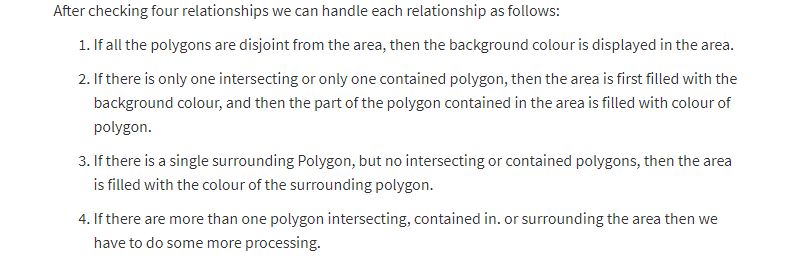 After checking four relationships we can handle each relationship as follows:
1. If all the polygons are disjoint from the area, then the background colour is displayed in the area.
2. If there is only one intersecting or only one contained polygon, then the area is first filled with the
background colour, and then the part of the polygon contained in the area is filled with colour of
polygon.
3. If there is a single surrounding Polygon, but no intersecting or contained polygons, then the area
is filled with the colour of the surrounding polygon.
4. If there are more than one polygon intersecting, contained in. or surrounding the area then we
have to do some more processing.